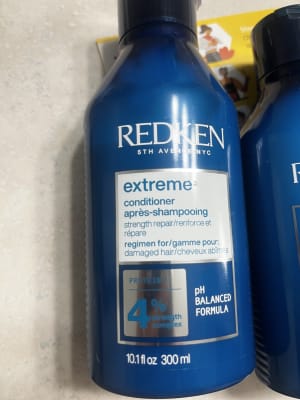 REDKEN
5TH AVENUE NYC
extreme
conditioner
après-shampooing
strength repair/renforce et
répare
regimen for/gamme pour:
damaged hair/cheveux abîmés
4%
pH
BALANCED
FORMULA
10.1 fl oz 300 ml